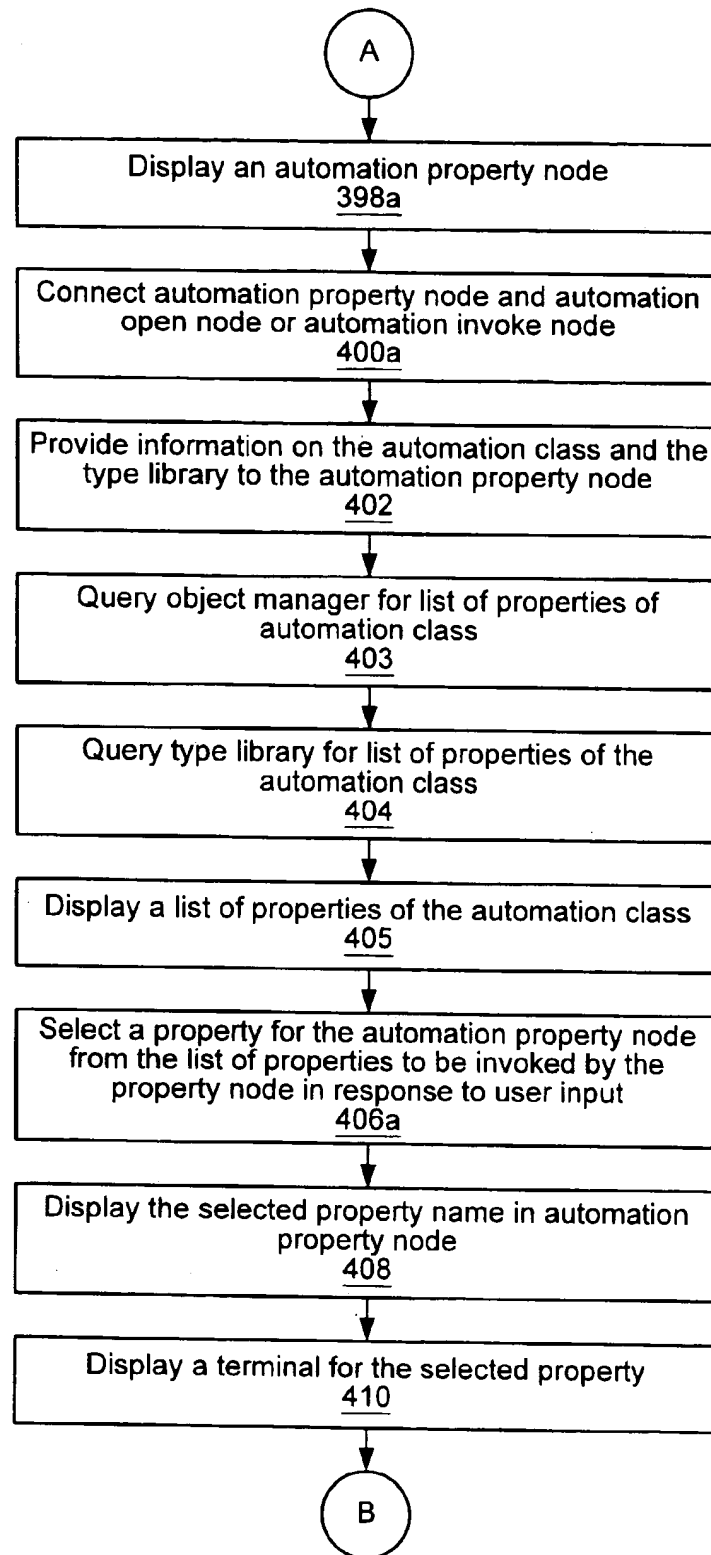 A
Display an automation property node
398a
Connect automation property node and automation
open node or automation invoke node
400a
Provide information on the automation class and the
type library to the automation property node
402
Query object manager for list of properties of
automation class
403
Query type library for list of properties of the
automation class
404
Display a list of properties of the automation class
405
Select a property for the automation property node
from the list of properties to be invoked by the
property node in response to user input
406a
Display the selected property name in automation
property node
408
Display a terminal for the selected property
410
B